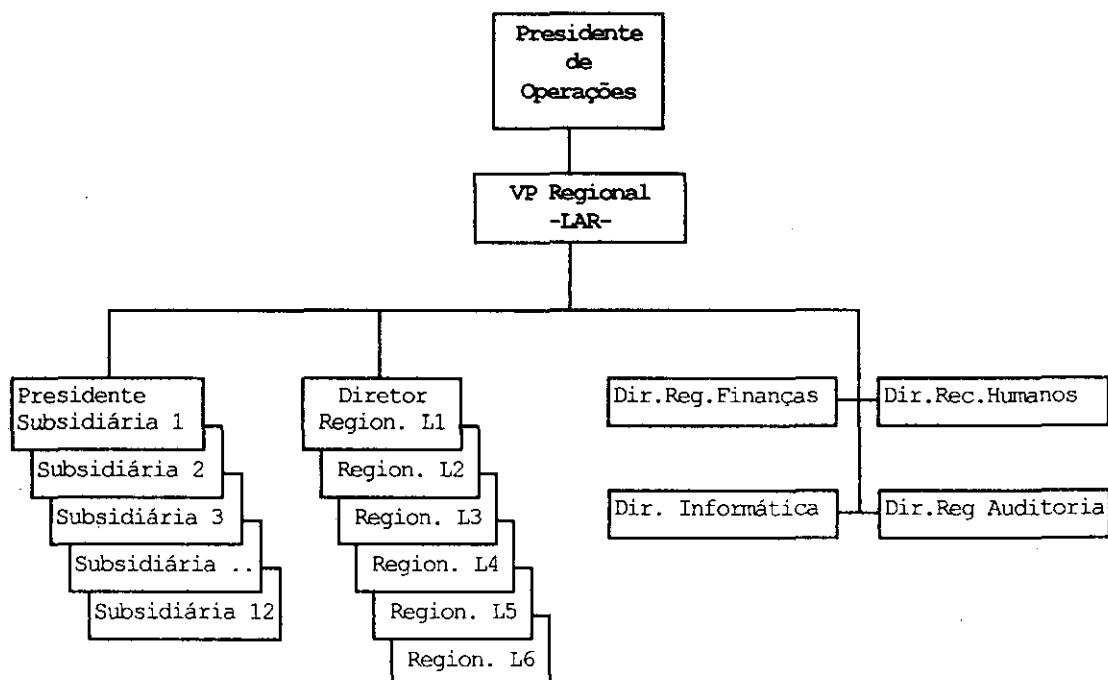 Presidente
de
Operações
VP Regional
-LAR-
Presidente
Subsidiária 1
Subsidiária 2
Subsidiária 3
Subsidiária ..
Subsidiária 12
Diretor
Region. L1
Region. L2
Region. L3
Region. L4
Region. L5
Region. L6
Dir.Reg.Finanças
Dir.Rec.Humanos
Dir. Informática
Dir.Reg Auditoria